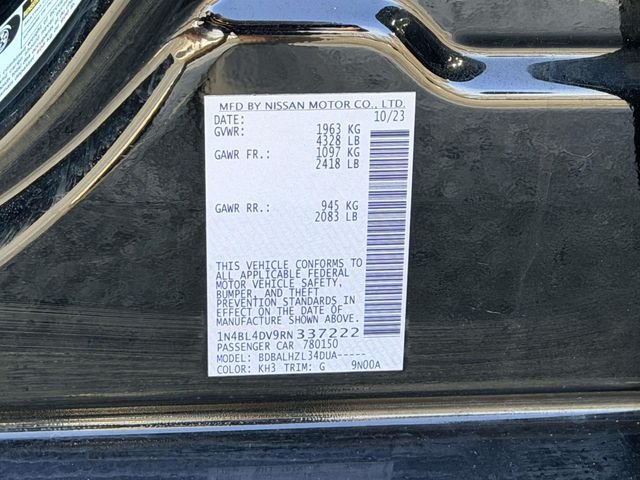 MFD BY NISSAN MOTOR CO., LTD.
DATE: 10/23
GVWR: 1963 KG
4328 LB
GAWR FR.: 1097 KG
2418 LB
GAWR RR.: 945 KG
2083 LB
THIS VEHICLE CONFORMS TO
ALL APPLICABLE FEDERAL
MOTOR VEHICLE SAFETY,
BUMPER, AND THEFT
PREVENTION STANDARDS IN
EFFECT ON THE DATE OF
MANUFACTURE SHOWN ABOVE.
1N4BL4DV9RN337222
PASSENGER CAR 780150
MODEL: BDBALHZL34DUA-----
COLOR: KH3 TRIM: G 9N00A